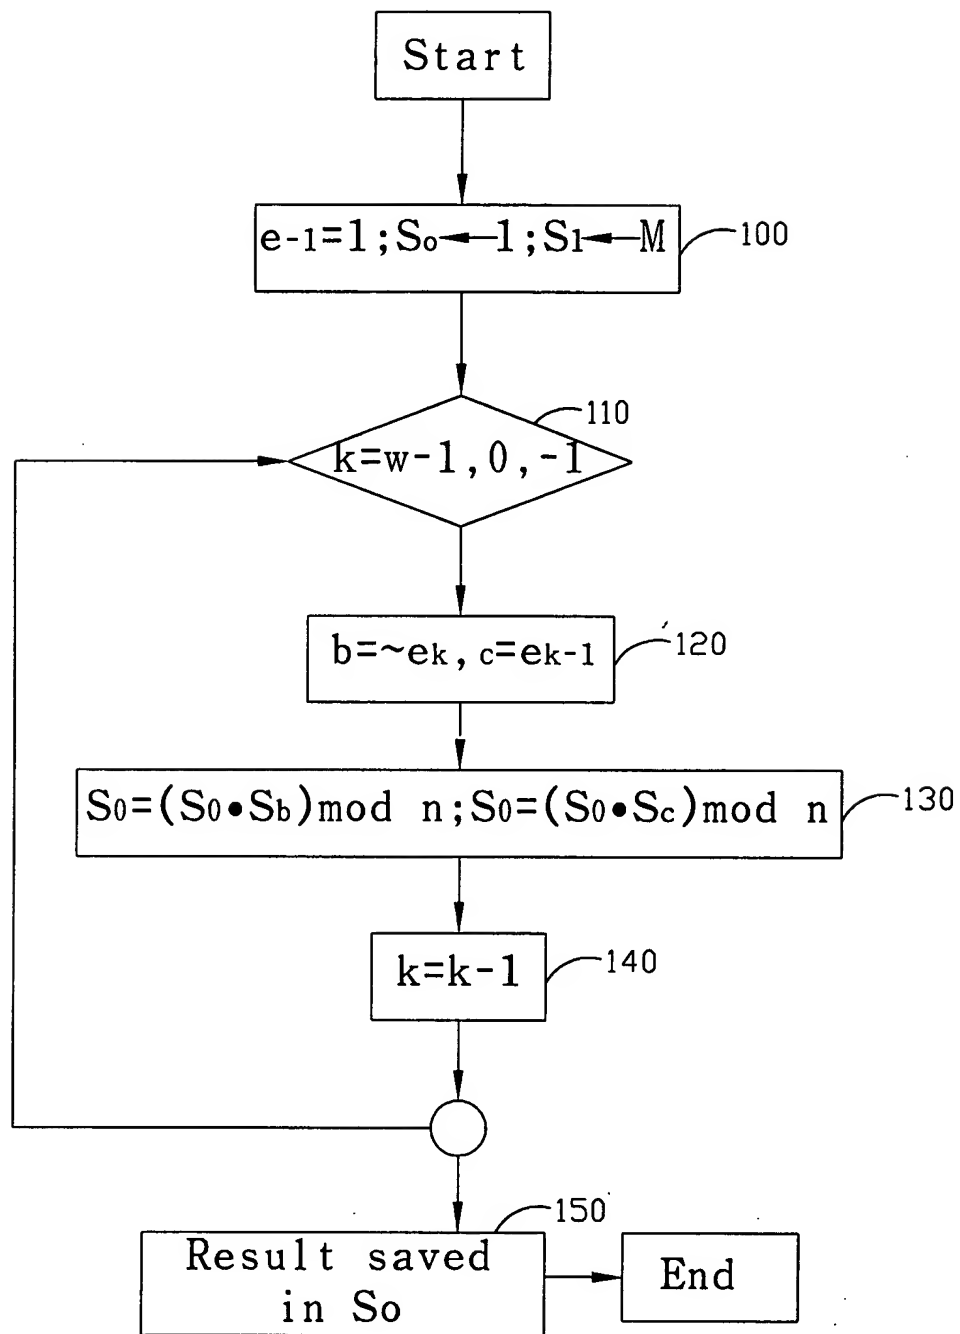 Start
e-1=1;So←1;S1←M
100
110
k=w-1,0,-1
b=~ek,c=ek-1
120
S0=(S0•Sb)mod n;S0=(S0•Sc)mod n
130
k=k-1
140
150
Result saved
in So
End